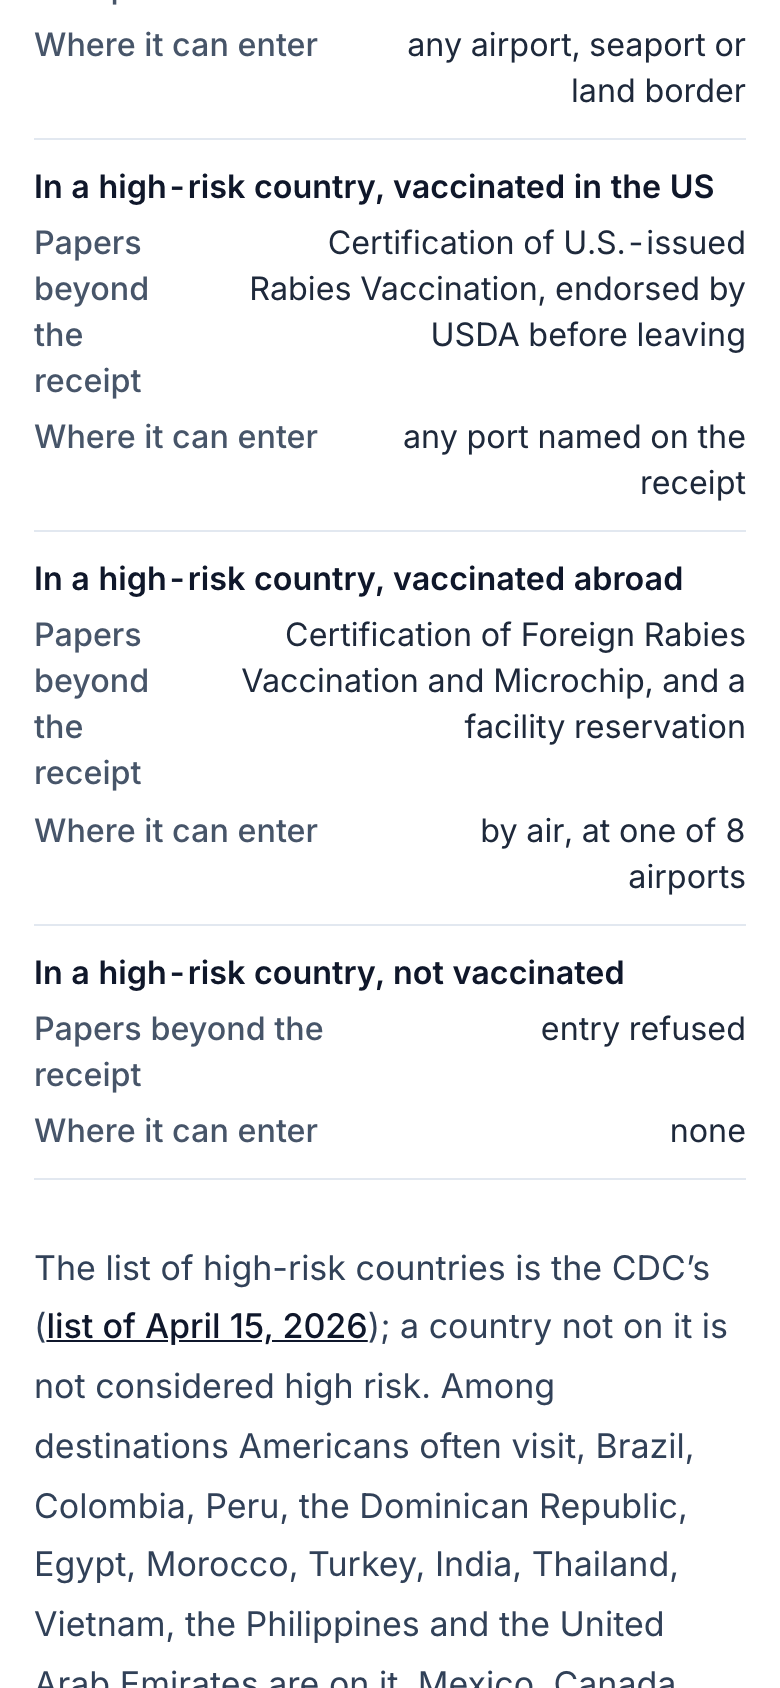 Where it can enter any airport, seaport or
land border
In a high-risk country, vaccinated in the US
Papers Certification of U.S.-issued
beyond Rabies Vaccination, endorsed by
the USDA before leaving
receipt
Where it can enter any port named on the
receipt
In a high-risk country, vaccinated abroad
Papers Certification of Foreign Rabies
beyond Vaccination and Microchip, and a
the facility reservation
receipt
Where it can enter by air, at one of 8
airports
In a high-risk country, not vaccinated
Papers beyond the entry refused
receipt
Where it can enter none
The list of high-risk countries is the CDC’s
(list of April 15, 2026); a country not on it is
not considered high risk. Among
destinations Americans often visit, Brazil,
Colombia, Peru, the Dominican Republic,
Egypt, Morocco, Turkey, India, Thailand,
Vietnam, the Philippines and the United
Arab Emirates are on it. Mexico, Canada